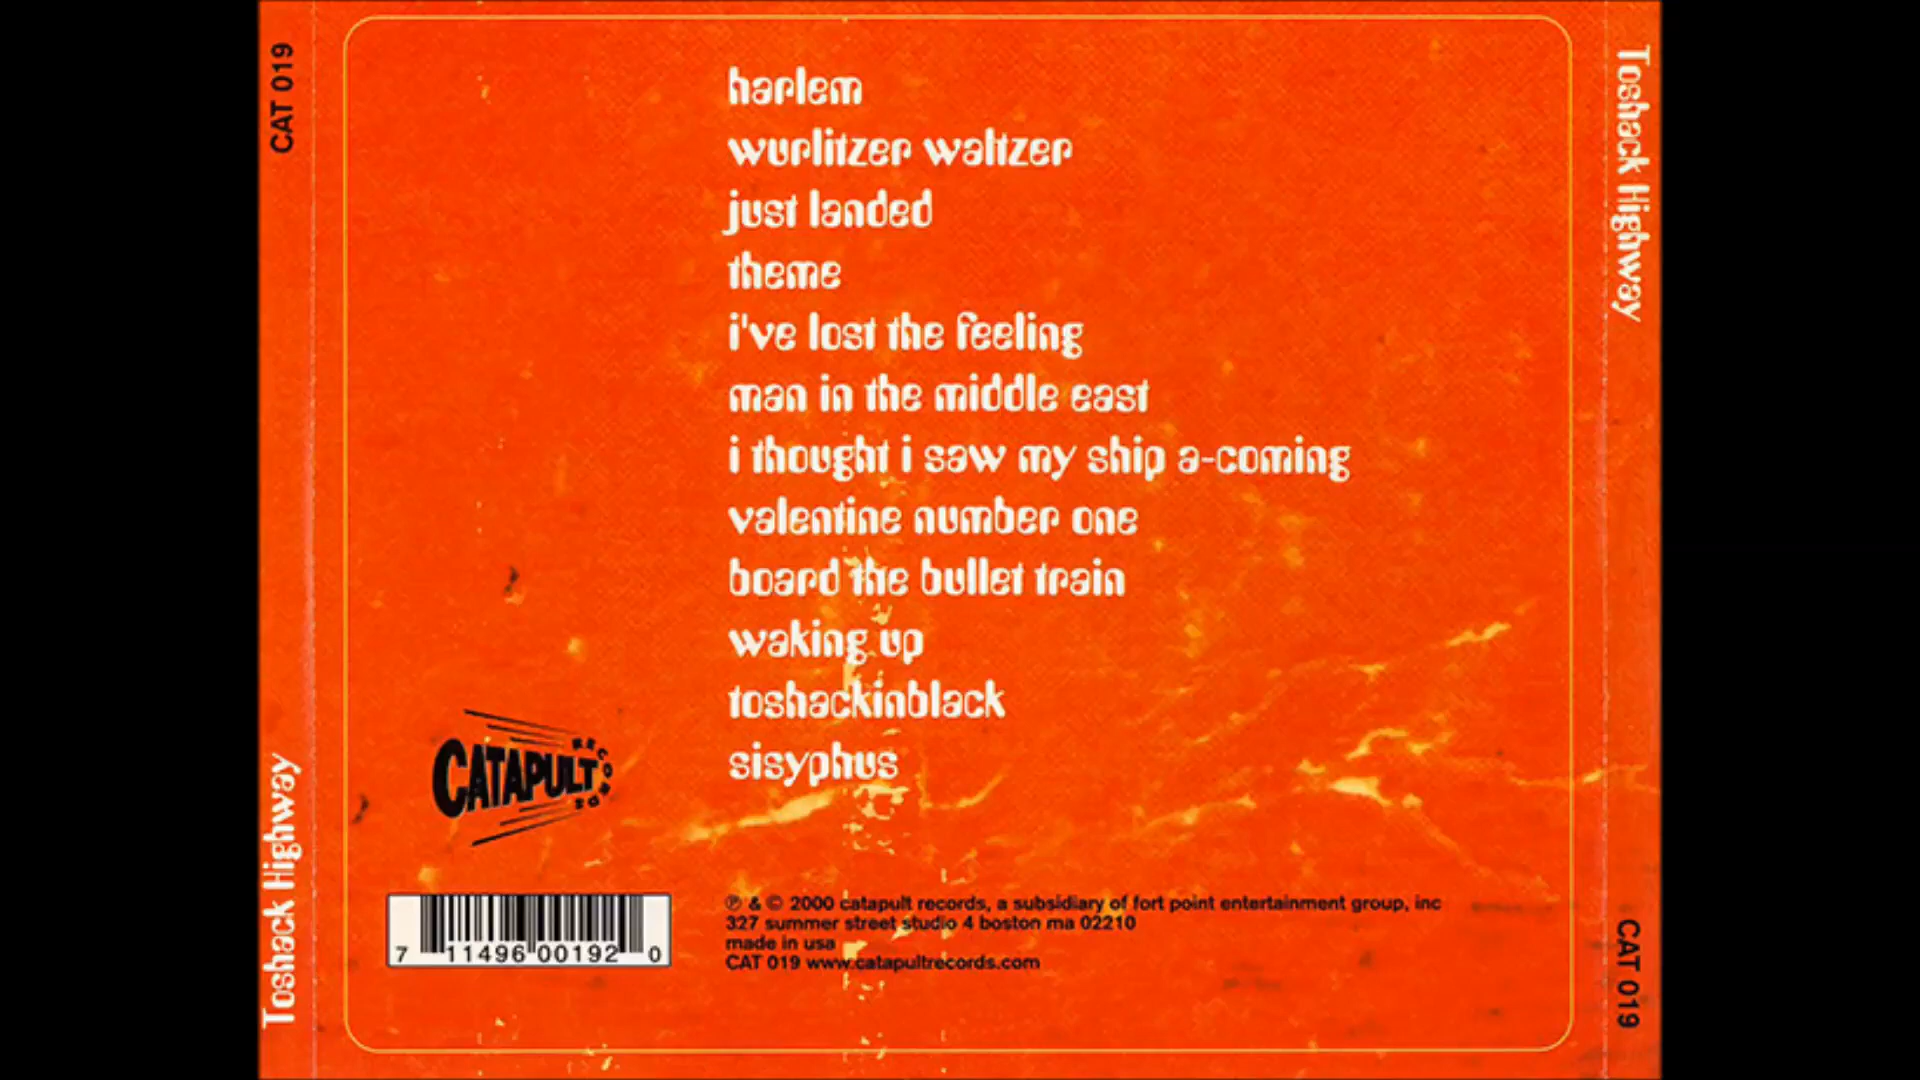 CAT 019
Toshack Highway
harlem
wurlitzer waltzer
just landed
theme
i've lost the feeling
man in the middle east
i thought i saw my ship a-coming
valentine number one
board the bullet train
waking up
toshackinblack
sisyphus
CATAPULT
RECORDS
7 11496 00192 0
℗ & © 2000 catapult records, a subsidiary of fort point entertainment group, inc
327 summer street studio 4 boston ma 02210
made in usa
CAT 019 www.catapultrecords.com
Toshack Highway
CAT 019